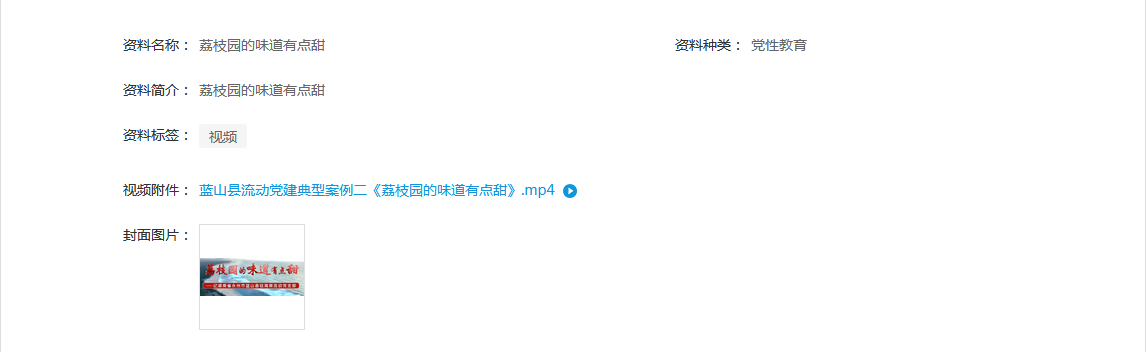 资料名称： 荔枝园的味道有点甜
资料种类： 党性教育
资料简介： 荔枝园的味道有点甜
资料标签： 视频
视频附件： 蓝山县流动党建典型案例二《荔枝园的味道有点甜》.mp4
封面图片：
荔枝园的味道有点甜